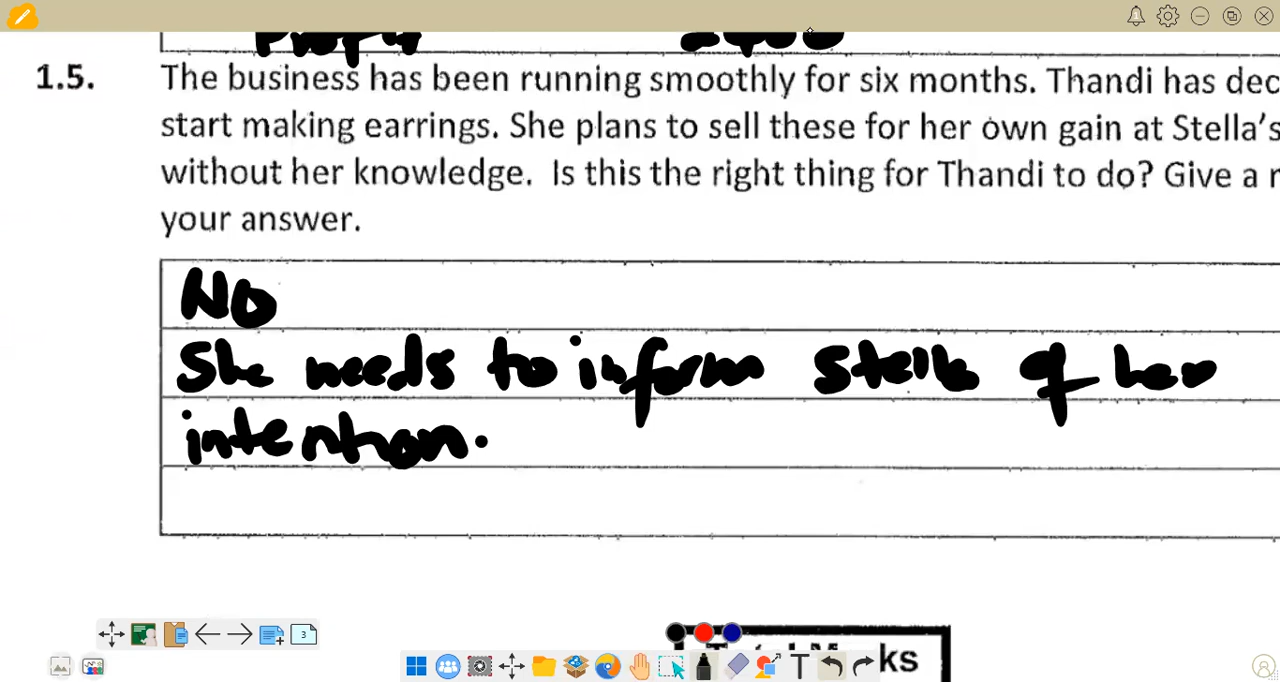 Profit
1.5. The business has been running smoothly for six months. Thandi has dec
start making earrings. She plans to sell these for her own gain at Stella's
without her knowledge. Is this the right thing for Thandi to do? Give a r
your answer.
NO
She needs to inform Stella of her
intention.
3
ks